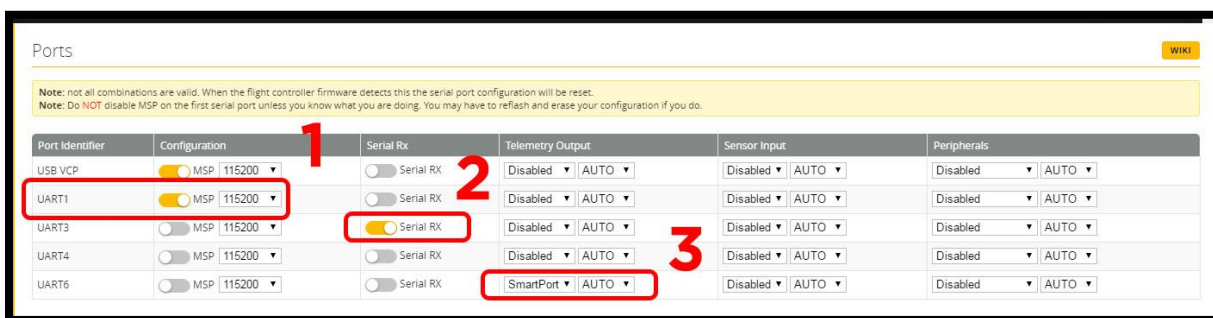 Ports
WIKI
Note: not all combinations are valid. When the flight controller firmware detects this the serial port configuration will be reset.
Note: Do NOT disable MSP on the first serial port unless you know what you are doing. You may have to reflash and erase your configuration if you do.
1
Port Identifier Configuration Serial Rx Telemetry Output Sensor Input Peripherals
USB VCP MSP 115200 Serial RX Disabled AUTO Disabled AUTO Disabled AUTO
2
UART1 MSP 115200 Serial RX Disabled AUTO Disabled AUTO Disabled AUTO
UART3 MSP 115200 Serial RX Disabled AUTO Disabled AUTO Disabled AUTO
3
UART4 MSP 115200 Serial RX Disabled AUTO Disabled AUTO Disabled AUTO
UART6 MSP 115200 Serial RX SmartPort AUTO Disabled AUTO Disabled AUTO